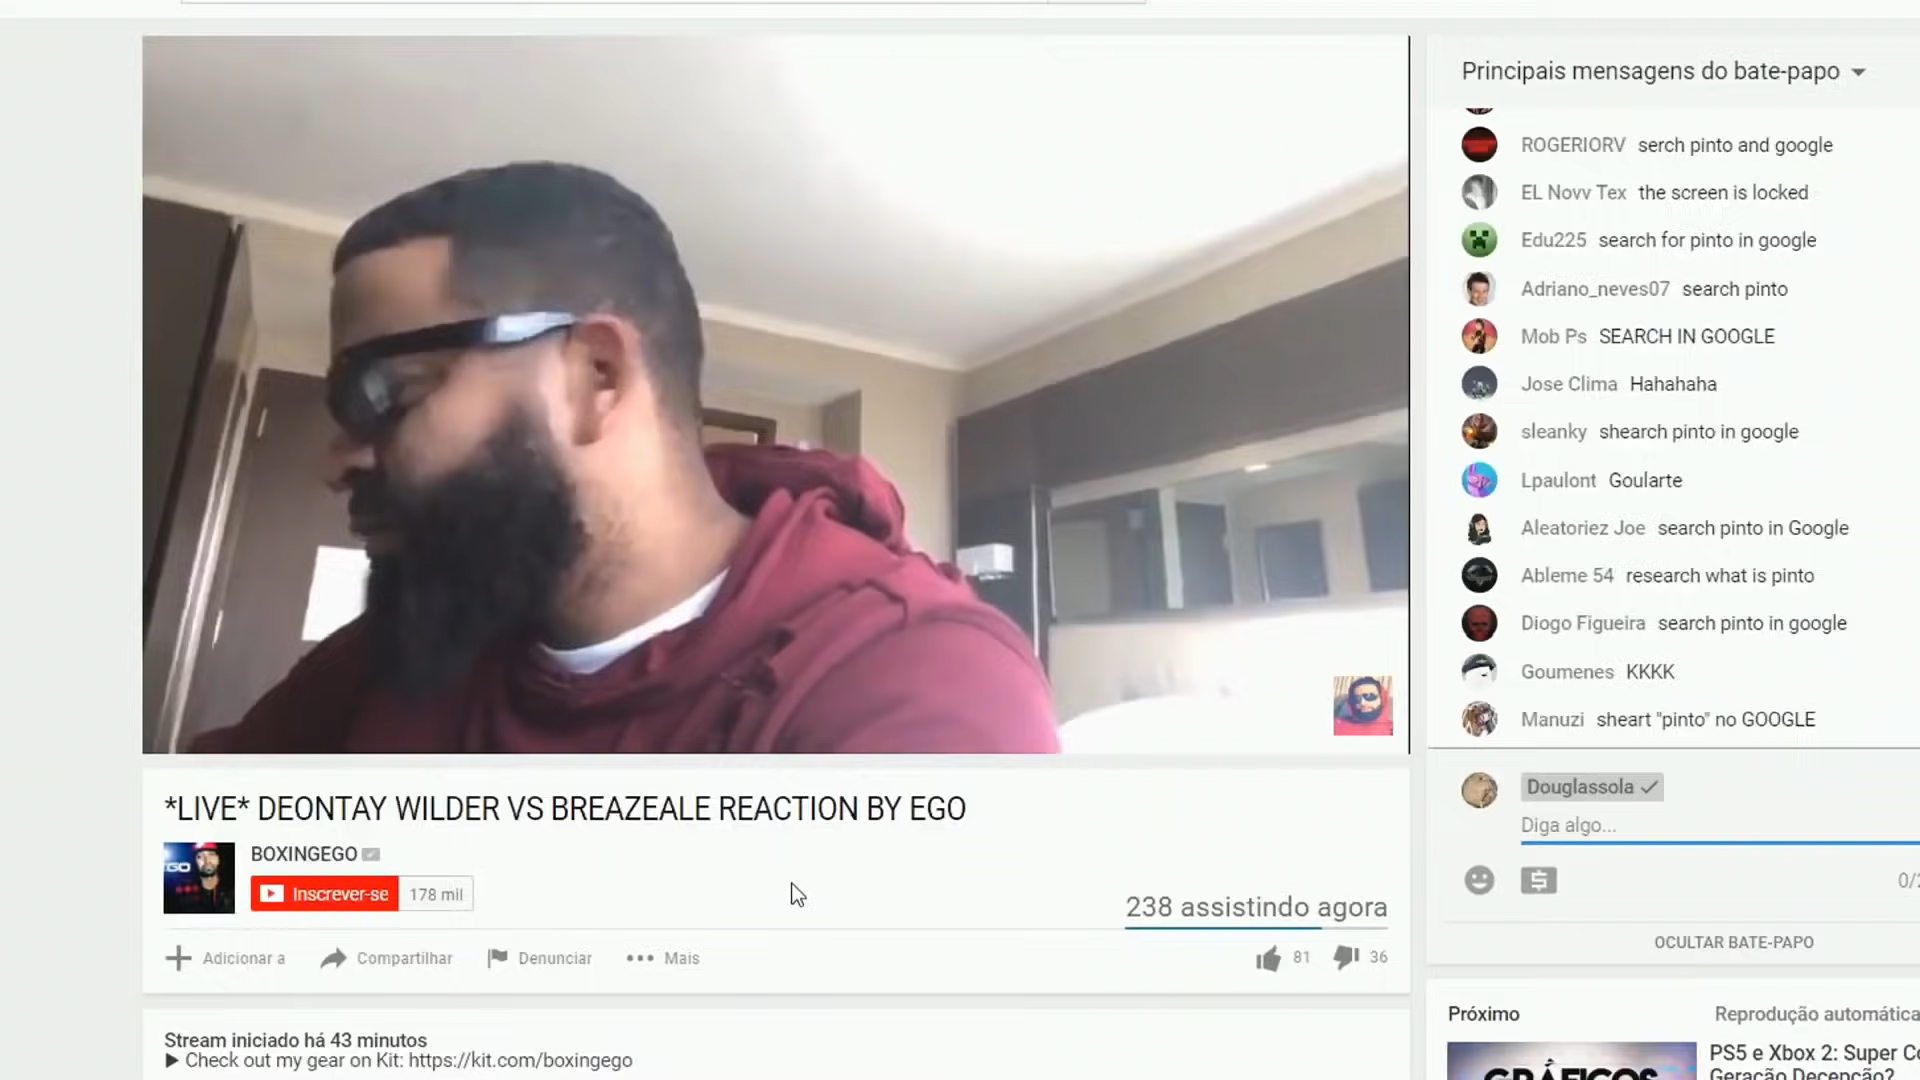 Principais mensagens do bate-papo
ROGERIORV serch pinto and google
EL Novv Tex the screen is locked
Edu225 search for pinto in google
Adriano_neves07 search pinto
Mob Ps SEARCH IN GOOGLE
Jose Clima Hahahaha
sleanky shearch pinto in google
Lpaulont Goularte
Aleatoriez Joe search pinto in Google
Ableme 54 research what is pinto
Diogo Figueira search pinto in google
Goumenes KKKK
Manuzi sheart "pinto" no GOOGLE
Douglassola
Diga algo...
OCULTAR BATE-PAPO
*LIVE* DEONTAY WILDER VS BREAZEALE REACTION BY EGO
BOXINGEGO
Inscrever-se 178 mil
238 assistindo agora
Adicionar a Compartilhar Denunciar Mais
81 36
Stream iniciado há 43 minutos
Check out my gear on Kit: https://kit.com/boxingego
Próximo
Reprodução automática
PS5 e Xbox 2: Super
Geração Decepção?
GRÁFICOS